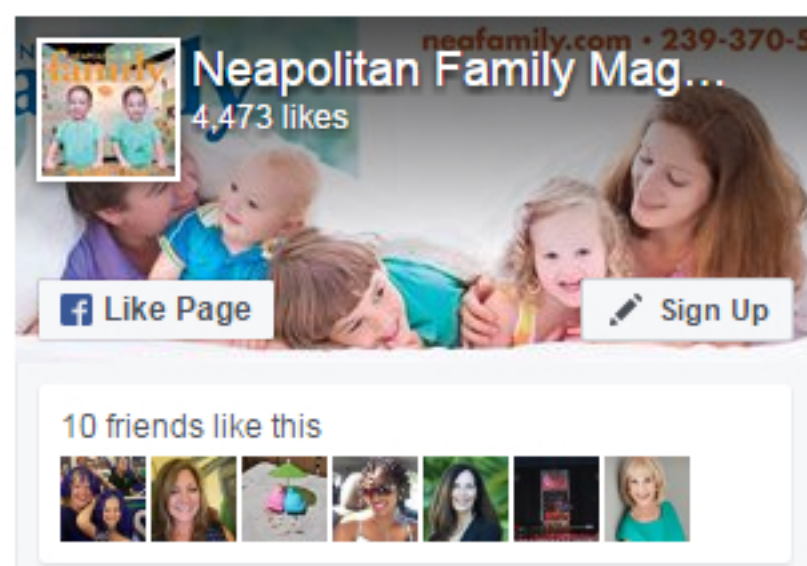 neafamily.com • 239-370-5
family
Neapolitan Family Mag...
4,473 likes
Like Page
Sign Up
10 friends like this